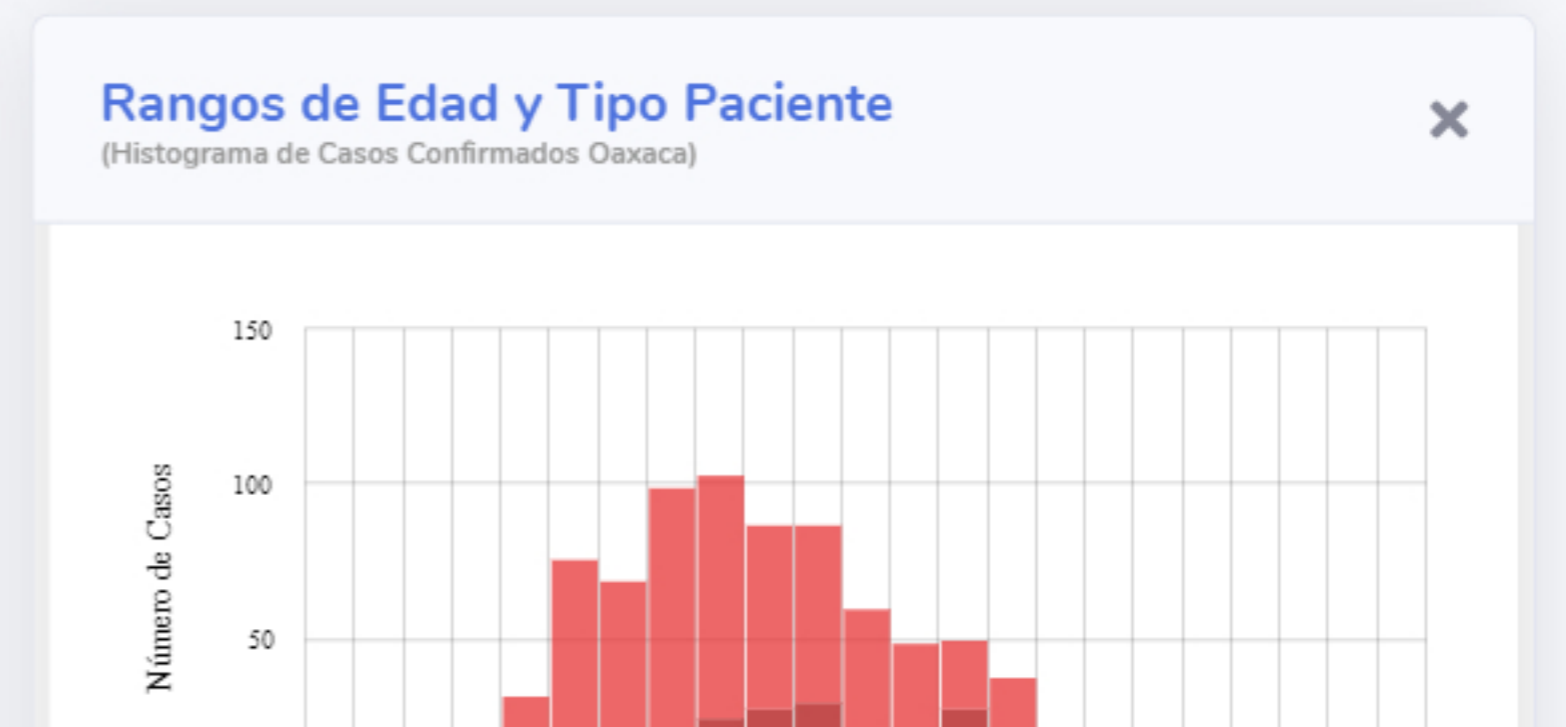 Rangos de Edad y Tipo Paciente
(Histograma de Casos Confirmados Oaxaca)
150
100
Número de Casos
50